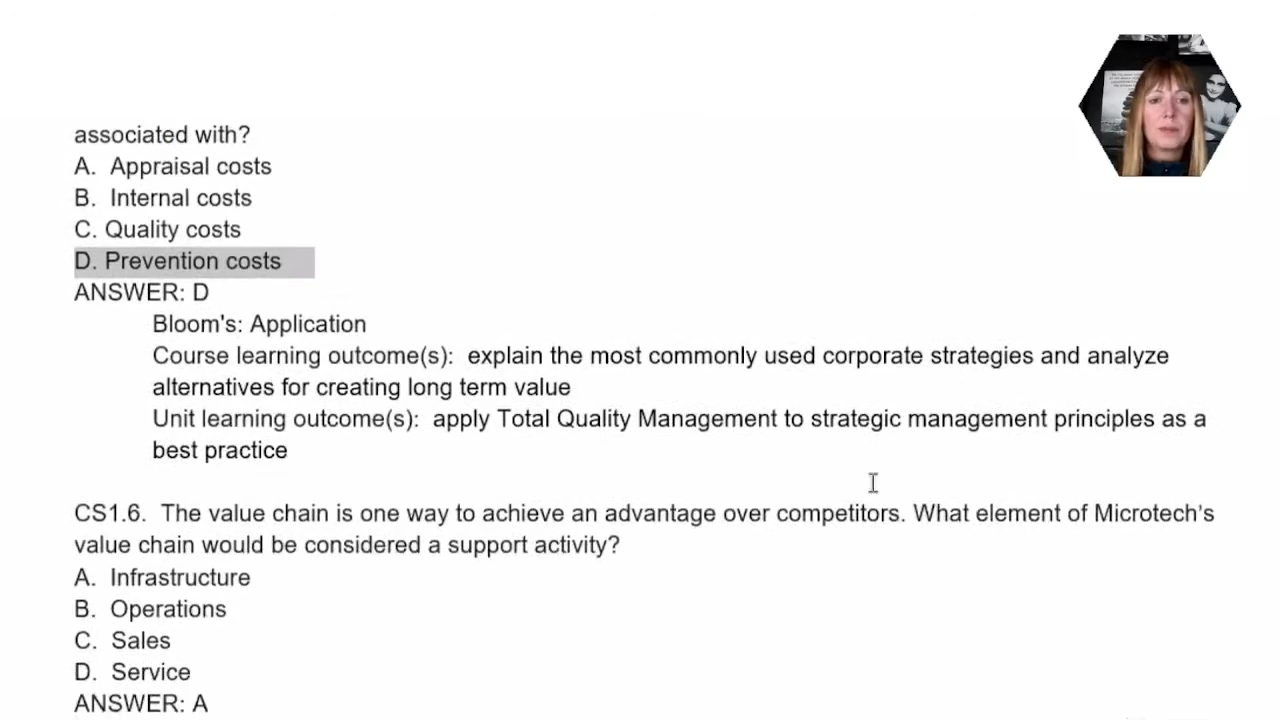 associated with?
A. Appraisal costs
B. Internal costs
C. Quality costs
D. Prevention costs
ANSWER: D
Bloom's: Application
Course learning outcome(s): explain the most commonly used corporate strategies and analyze
alternatives for creating long term value
Unit learning outcome(s): apply Total Quality Management to strategic management principles as a
best practice
CS1.6. The value chain is one way to achieve an advantage over competitors. What element of Microtech's
value chain would be considered a support activity?
A. Infrastructure
B. Operations
C. Sales
D. Service
ANSWER: A